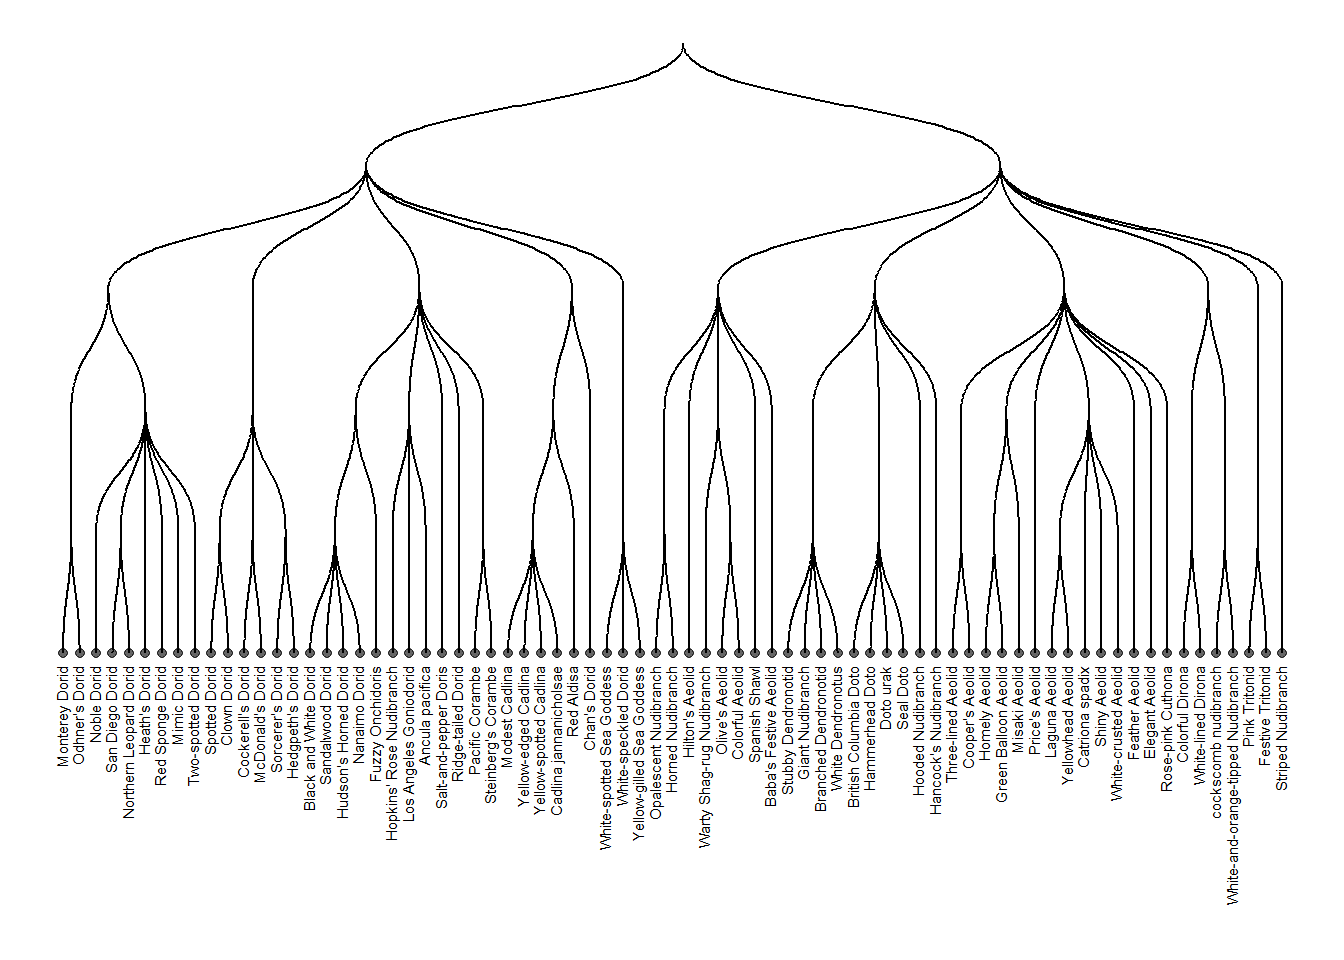 Monterey Dorid
Odhner's Dorid
Noble Dorid
San Diego Dorid
Northern Leopard Dorid
Heath's Dorid
Red Sponge Dorid
Mimic Dorid
Two-spotted Dorid
Spotted Dorid
Clown Dorid
Cockerell's Dorid
McDonald's Dorid
Sorcerer's Dorid
Hedgpeth's Dorid
Black and White Dorid
Sandalwood Dorid
Hudson's Horned Dorid
Nanaimo Dorid
Fuzzy Onchidoris
Hopkins' Rose Nudibranch
Los Angeles Gorniodorid
Ancula pacifica
Salt-and-pepper Doris
Ridge-tailed Dorid
Pacific Corambe
Steinberg's Corambe
Modest Cadlina
Yellow-edged Cadlina
Yellow-spotted Cadlina
Cadlina jannanicholsae
Red Aldisa
Chan's Dorid
White-spotted Sea Goddess
White-speckled Dorid
Yellow-gilled Sea Goddess
Opalescent Nudibranch
Horned Nudibranch
Hilton's Aeolid
Warty Shag-rug Nudibranch
Olive's Aeolid
Colorful Aeolid
Spanish Shawl
Baba's Festive Aeolid
Stubby Dendronotid
Giant Nudibranch
Branched Dendronotid
White Dendronotus
British Columbia Doto
Hammerhead Doto
Doto urak
Seal Doto
Hooded Nudibranch
Hancock's Nudibranch
Three-lined Aeolid
Cooper's Aeolid
Homely Aeolid
Green Balloon Aeolid
Misaki Aeolid
Price's Aeolid
Laguna Aeolid
Yellowhead Aeolid
Catriona spadix
Shiny Aeolid
White-crusted Aeolid
Feather Aeolid
Elegant Aeolid
Rose-pink Cuthona
Colorful Dirona
White-lined Dirona
cockscomb nudibranch
White-and-orange-tipped Nudibranch
Pink Tritonid
Festive Tritonid
Striped Nudibranch